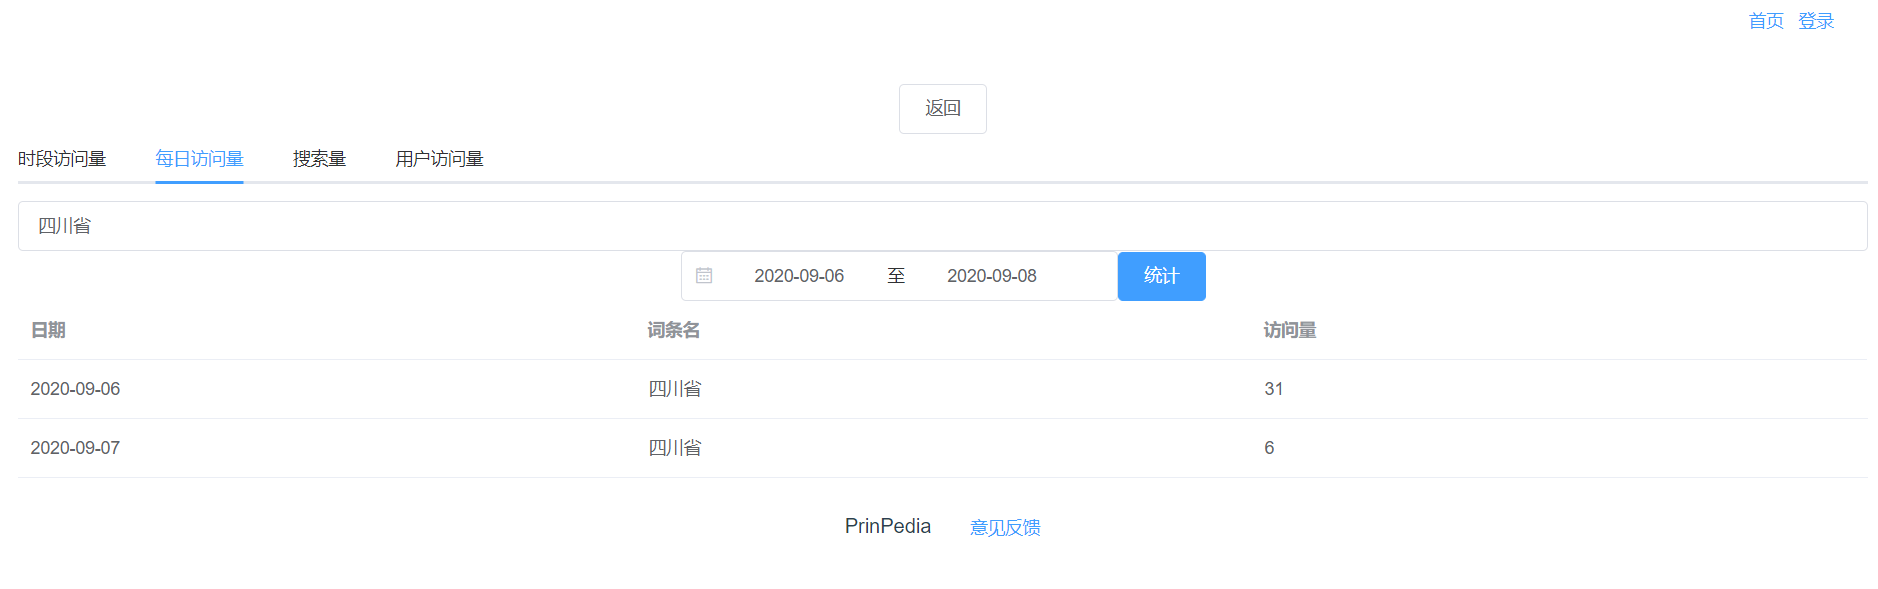 首页 登录
返回
时段访问量 每日访问量 搜索量 用户访问量
四川省
2020-09-06 至 2020-09-08 统计
日期 词条名 访问量
2020-09-06 四川省 31
2020-09-07 四川省 6
PrinPedia 意见反馈